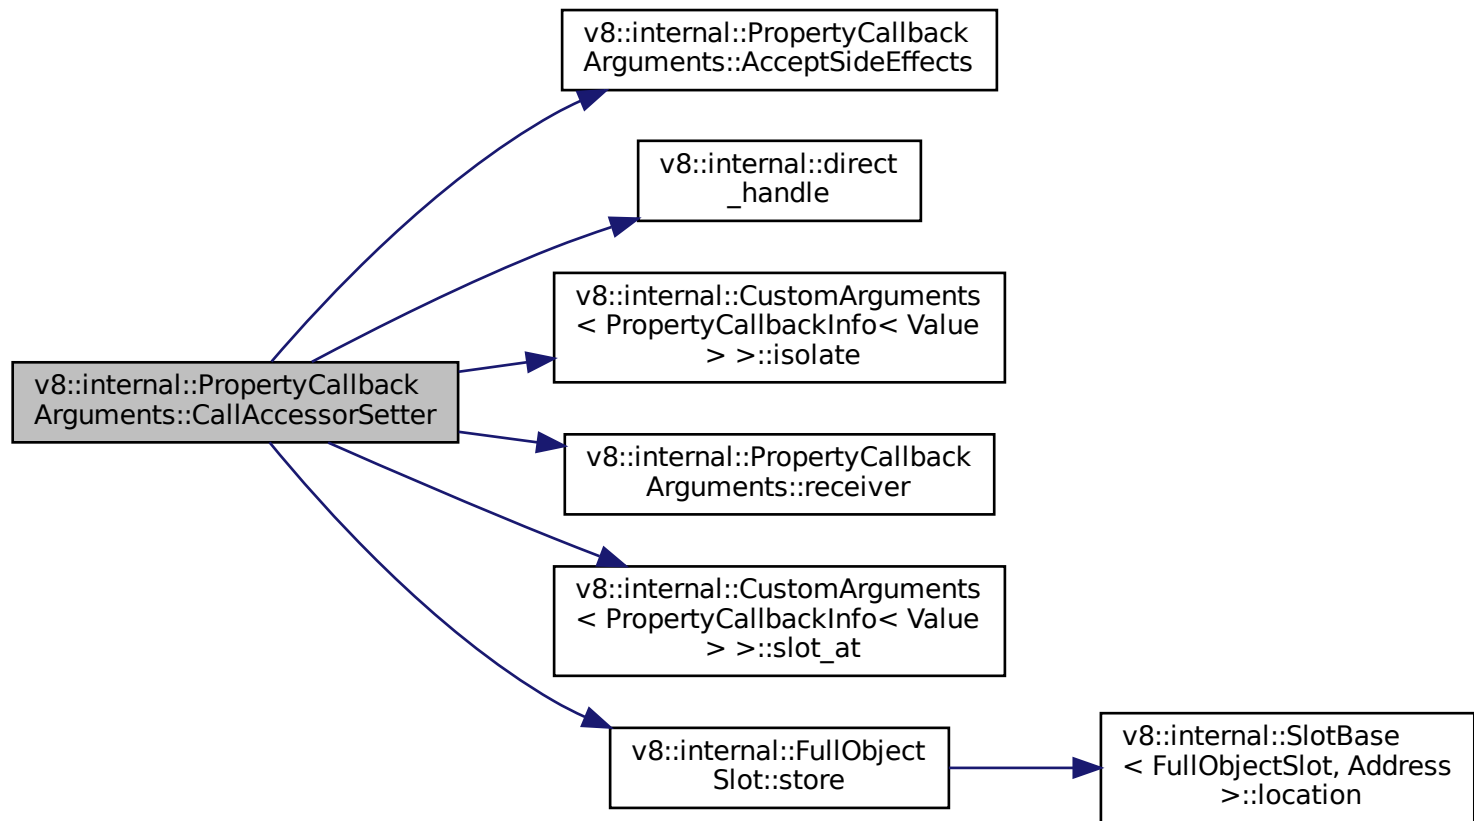 v8::internal::PropertyCallback
Arguments::AcceptSideEffects
v8::internal::direct
_handle
v8::internal::CustomArguments
< PropertyCallbackInfo< Value
> >::isolate
v8::internal::PropertyCallback
Arguments::CallAccessorSetter
v8::internal::PropertyCallback
Arguments::receiver
v8::internal::CustomArguments
< PropertyCallbackInfo< Value
> >::slot_at
v8::internal::FullObject
Slot::store
v8::internal::SlotBase
< FullObjectSlot, Address
>::location